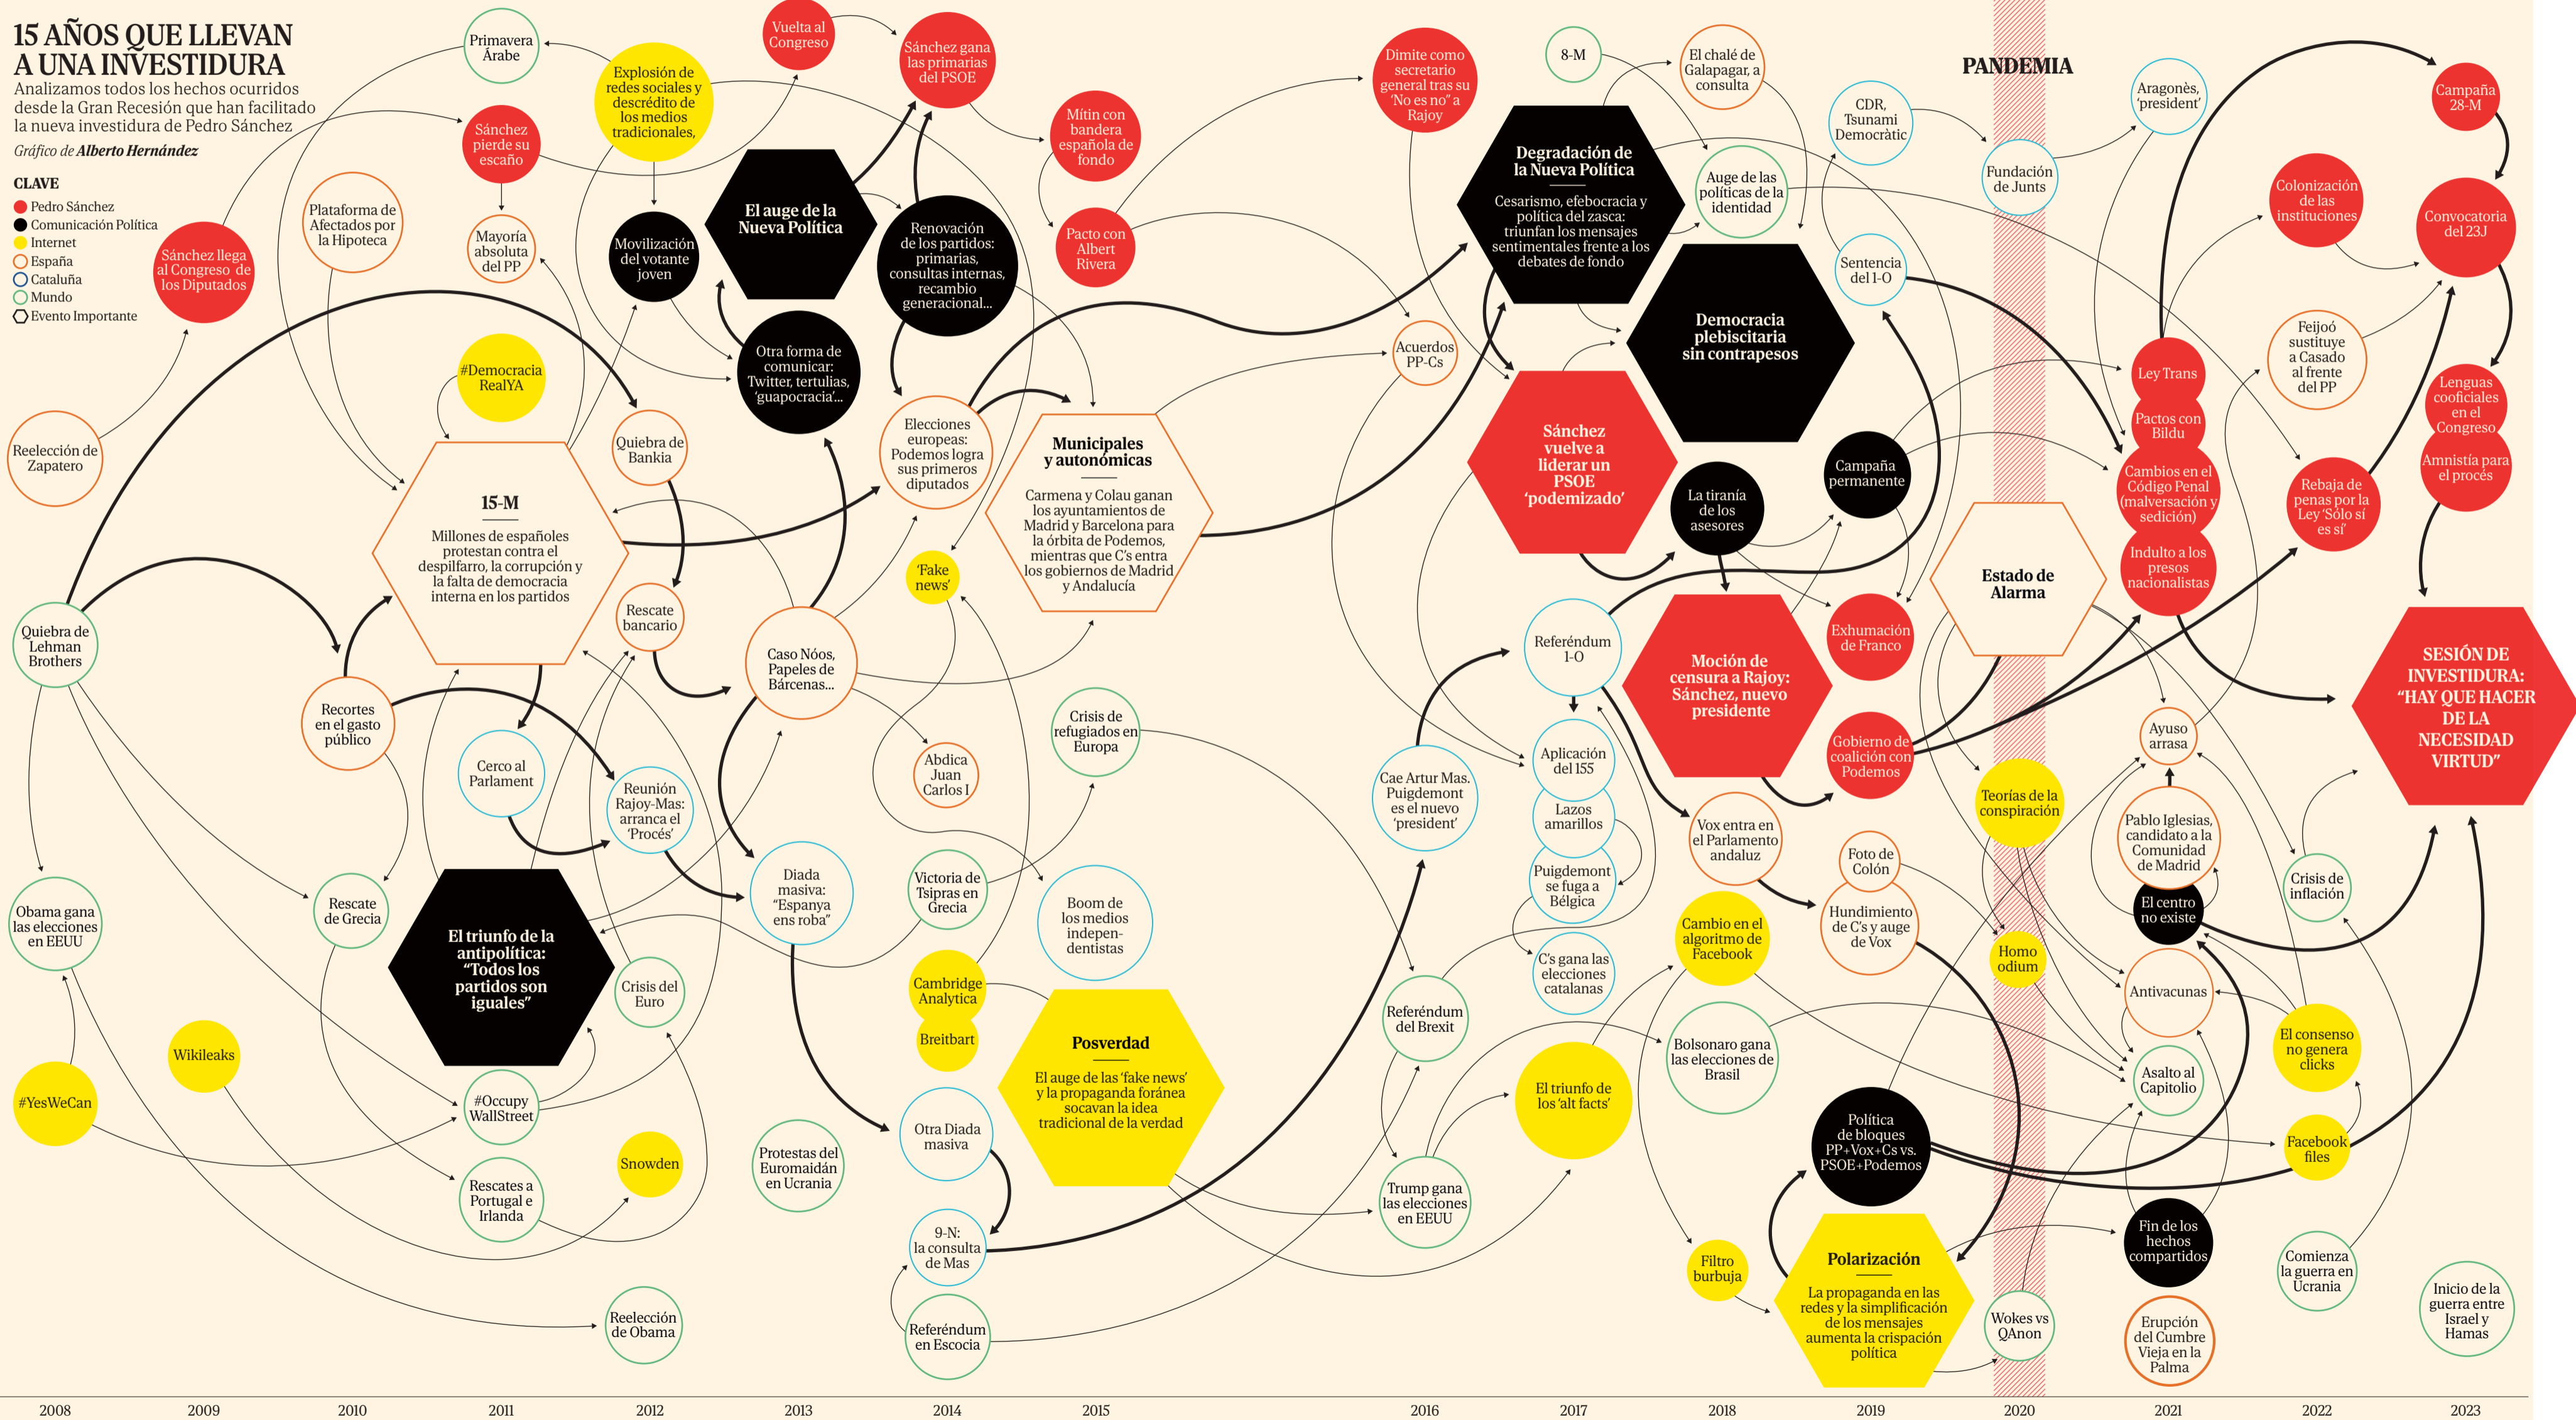 15 AÑOS QUE LLEVAN
A UNA INVESTIDURA
Analizamos todos los hechos ocurridos
desde la Gran Recesión que han facilitado
la nueva investidura de Pedro Sánchez
Gráfico de Alberto Hernández
CLAVE
Pedro Sánchez
Comunicación Política
Internet
España
Cataluña
Mundo
Evento Importante
Reelección de
Zapatero
Quiebra de
Lehman
Brothers
Obama gana
las elecciones
en EEUU
#YesWeCan
Sánchez llega
al Congreso de
los Diputados
Wikileaks
Plataforma de
Afectados por
la Hipoteca
Recortes
en el gasto
público
Rescate
de Grecia
Primavera
Árabe
Sánchez
pierde su
escaño
Mayoría
absoluta
del PP
#Democracia
RealYA
15-M
Millones de españoles
protestan contra el
despilfarro, la corrupción y
la falta de democracia
interna en los partidos
Cerco al
Parlament
El triunfo de la
antipolítica:
“Todos los
partidos son
iguales”
#Occupy
WallStreet
Rescates a
Portugal e
Irlanda
Explosión de
redes sociales y
descrédito de
los medios
tradicionales,
Movilización
del votante
joven
Quiebra de
Bankia
Rescate
bancario
Reunión
Rajoy-Mas:
arranca el
‘Procés’
Crisis del
Euro
Snowden
Reelección
de Obama
Vuelta al
Congreso
El auge de la
Nueva Política
Otra forma de
comunicar:
Twitter, tertulias,
‘guapocracia’...
Caso Nóos,
Papeles de
Bárcenas...
Diada
masiva:
“Espanya
ens roba”
Protestas del
Euromaidán
en Ucrania
Sánchez gana
las primarias
del PSOE
Renovación
de los partidos:
primarias,
consultas internas,
recambio
generacional...
Elecciones
europeas:
Podemos logra
sus primeros
diputados
‘Fake
news’
Abdica
Juan
Carlos I
Victoria de
Tsipras en
Grecia
Cambridge
Analytica
Breitbart
Otra Diada
masiva
9-N:
la consulta
de Mas
Referéndum
en Escocia
Mítin con
bandera
española de
fondo
Pacto con
Albert
Rivera
Municipales
y autonómicas
Carmena y Colau ganan
los ayuntamientos de
Madrid y Barcelona para
la órbita de Podemos,
mientras que C’s entra
los gobiernos de Madrid
y Andalucía
Crisis de
refugiados en
Europa
Boom de
los medios
indepen-
dentistas
Posverdad
El auge de las ‘fake news’
y la propaganda foránea
socavan la idea
tradicional de la verdad
Dimite como
secretario
general tras su
‘No es no” a
Rajoy
Acuerdos
PP-Cs
Cae Artur Mas.
Puigdemont
es el nuevo
‘president’
Referéndum
del Brexit
Trump gana
las elecciones
en EEUU
8-M
Degradación de
la Nueva Política
Cesarismo, efebocracia y
política del zasca:
triunfan los mensajes
sentimentales frente a los
debates de fondo
Sánchez
vuelve a
liderar un
PSOE
‘podemizado’
Referéndum
1-O
Aplicación
del 155
Lazos
amarillos
Puigdemont
se fuga a
Bélgica
C’s gana las
elecciones
catalanas
El triunfo de
los ‘alt facts’
El chalé de
Galapagar, a
consulta
Auge de las
políticas de la
identidad
Democracia
plebiscitaria
sin contrapesos
La tiranía
de los
asesores
Moción de
censura a Rajoy:
Sánchez, nuevo
presidente
Vox entra en
el Parlamento
andaluz
Cambio en el
algoritmo de
Facebook
Bolsonaro gana
las elecciones de
Brasil
Filtro
burbuja
CDR,
Tsunami
Democràtic
Sentencia
del 1-O
Campaña
permanente
Exhumación
de Franco
Gobierno de
coalición con
Podemos
Foto de
Colón
Hundimiento
de C’s y auge
de Vox
Política
de bloques
PP+Vox+Cs vs.
PSOE+Podemos
Polarización
La propaganda en las
redes y la simplificación
de los mensajes
aumenta la crispación
política
PANDEMIA
Fundación
de Junts
Estado de
Alarma
Teorías de la
conspiración
Homo
odium
Wokes vs
QAnon
Aragonès,
‘president’
Ley Trans
Pactos con
Bildu
Cambios en el
Código Penal
(malversación y
sedición)
Indulto a los
presos
nacionalistas
Ayuso
arrasa
Pablo Iglesias,
candidato a la
Comunidad
de Madrid
El centro
no existe
Antivacunas
Asalto al
Capitolio
Fin de los
hechos
compartidos
Erupción
del Cumbre
Vieja en la
Palma
Colonización
de las
instituciones
Feijoó
sustituye
a Casado
al frente
del PP
Rebaja de
penas por la
Ley ‘Sólo sí
es sí’
Crisis de
inflación
El consenso
no genera
clicks
Facebook
files
Comienza
la guerra en
Ucrania
Campaña
28-M
Convocatoria
del 23J
Lenguas
cooficiales
en el
Congreso
Amnistía para
el procés
SESIÓN DE
INVESTIDURA:
“HAY QUE HACER
DE LA
NECESIDAD
VIRTUD”
Inicio de la
guerra entre
Israel y
Hamas
2008 2009 2010 2011 2012 2013 2014 2015 2016 2017 2018 2019 2020 2021 2022 2023